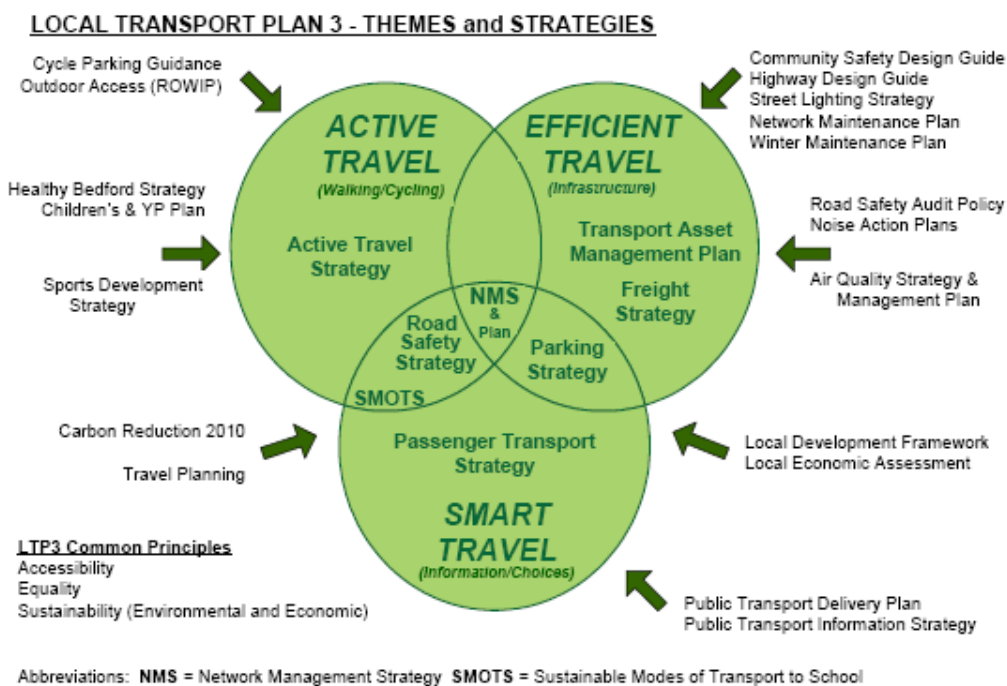 LOCAL TRANSPORT PLAN 3 - THEMES and STRATEGIES
Cycle Parking Guidance
Outdoor Access (ROWIP)
Community Safety Design Guide
Highway Design Guide
Street Lighting Strategy
Network Maintenance Plan
Winter Maintenance Plan
ACTIVE
TRAVEL
(Walking/Cycling)
EFFICIENT
TRAVEL
(Infrastructure)
Healthy Bedford Strategy
Children's & YP Plan
Sports Development
Strategy
Active Travel
Strategy
Transport Asset
Management Plan
Freight
Strategy
Road Safety Audit Policy
Noise Action Plans
Air Quality Strategy &
Management Plan
NMS
&
Plan
Road
Safety
Strategy
Parking
Strategy
SMOTS
Carbon Reduction 2010
Travel Planning
Passenger Transport
Strategy
Local Development Framework
Local Economic Assessment
SMART
TRAVEL
(Information/Choices)
LTP3 Common Principles
Accessibility
Equality
Sustainability (Environmental and Economic)
Public Transport Delivery Plan
Public Transport Information Strategy
Abbreviations: NMS = Network Management Strategy SMOTS = Sustainable Modes of Transport to School